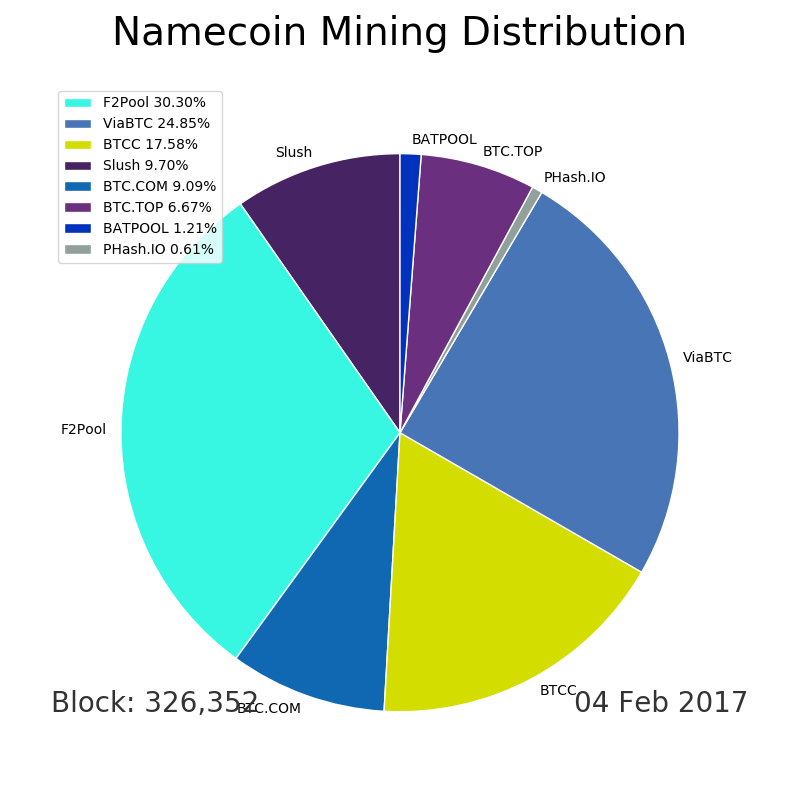 Namecoin Mining Distribution
F2Pool 30.30%
ViaBTC 24.85%
BTCC 17.58%
Slush 9.70%
BTC.COM 9.09%
BTC.TOP 6.67%
BATPOOL 1.21%
PHash.IO 0.61%
BATPOOL
Slush
BTC.TOP
PHash.IO
ViaBTC
F2Pool
BTCC
Block: 326,352
04 Feb 2017
BTC.COM